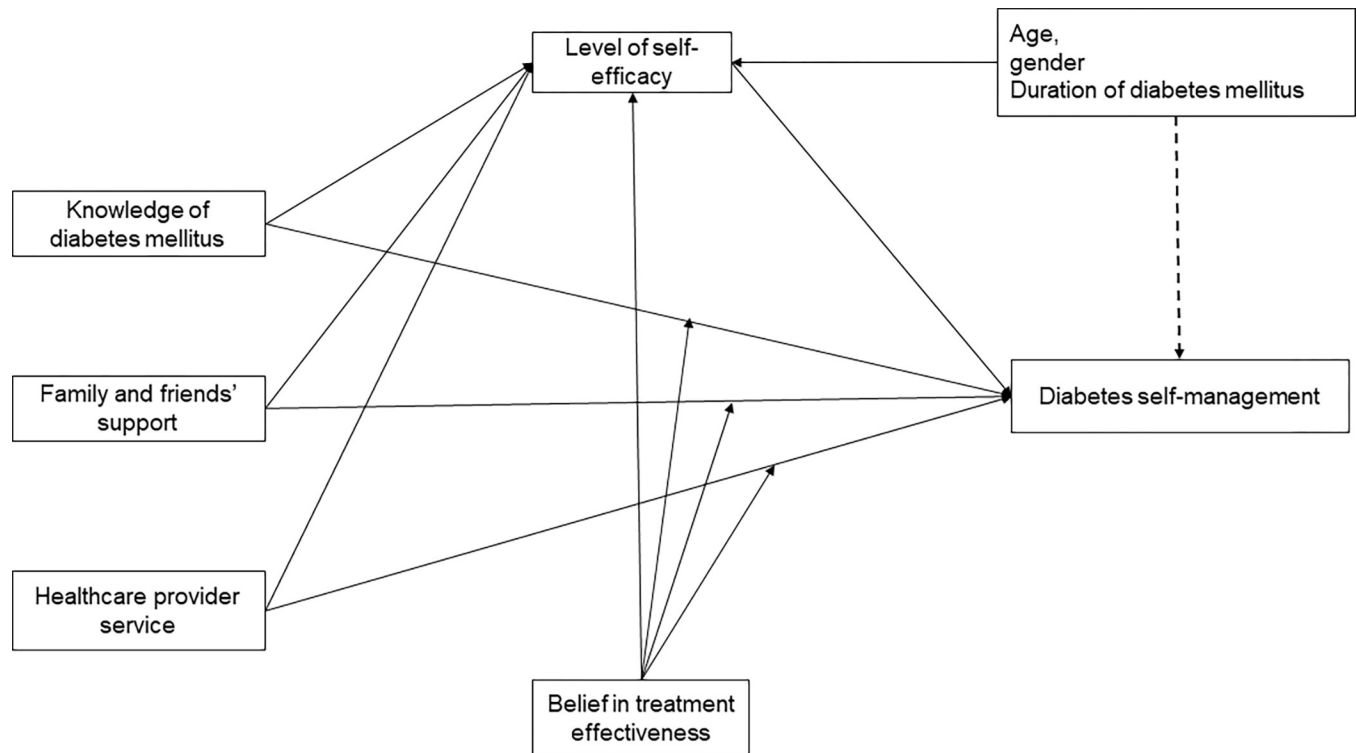 Level of self-
efficacy
Age,
gender
Duration of diabetes mellitus
Knowledge of
diabetes mellitus
Family and friends’
support
Diabetes self-management
Healthcare provider
service
Belief in treatment
effectiveness